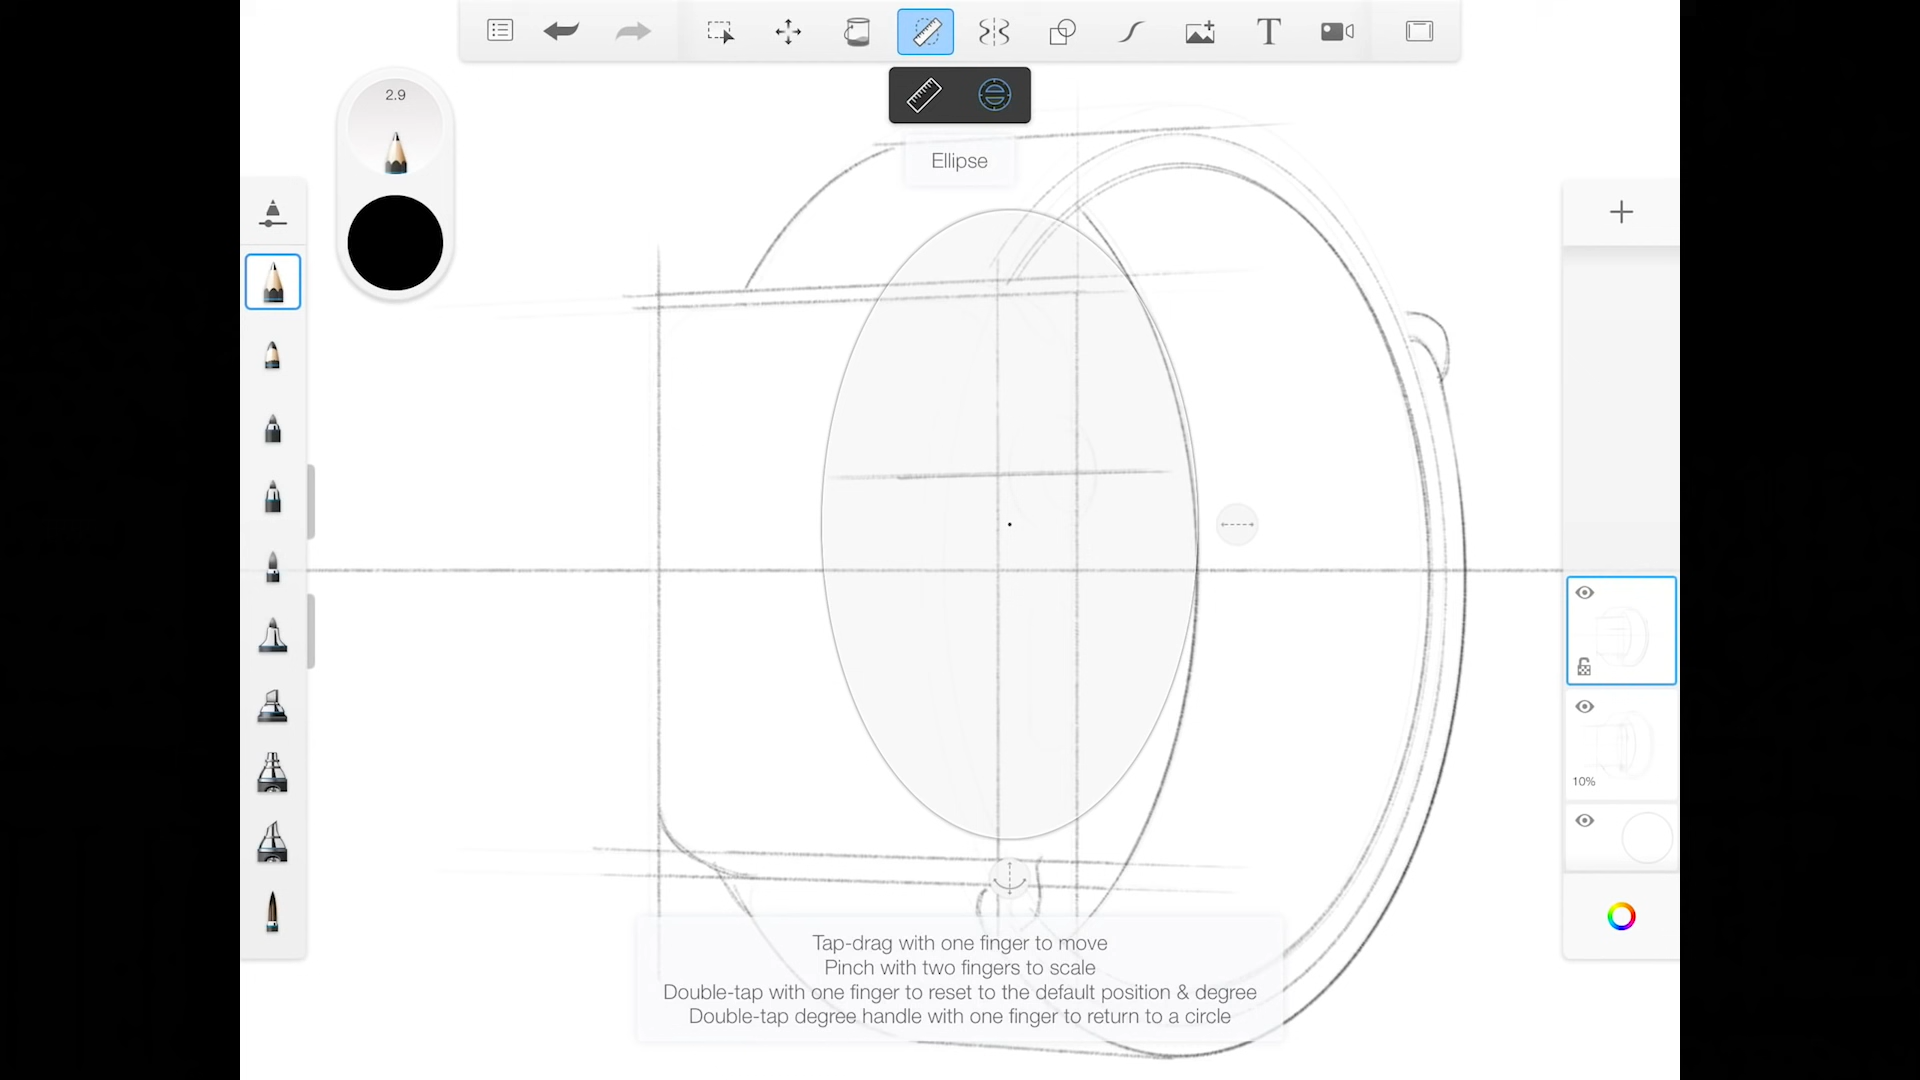 2.9
Ellipse
10%
Tap-drag with one finger to move
Pinch with two fingers to scale
Double-tap with one finger to reset to the default position & degree
Double-tap degree handle with one finger to return to a circle